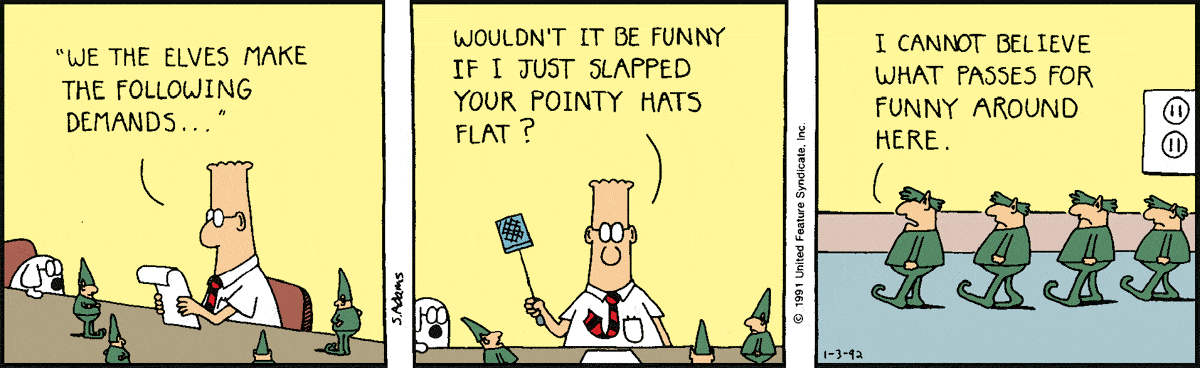 "WE THE ELVES MAKE
THE FOLLOWING
DEMANDS..."
S.Adams
WOULDN'T IT BE FUNNY
IF I JUST SLAPPED
YOUR POINTY HATS
FLAT?
© 1991 United Feature Syndicate, Inc.
I CANNOT BELIEVE
WHAT PASSES FOR
FUNNY AROUND
HERE.
1-3-92